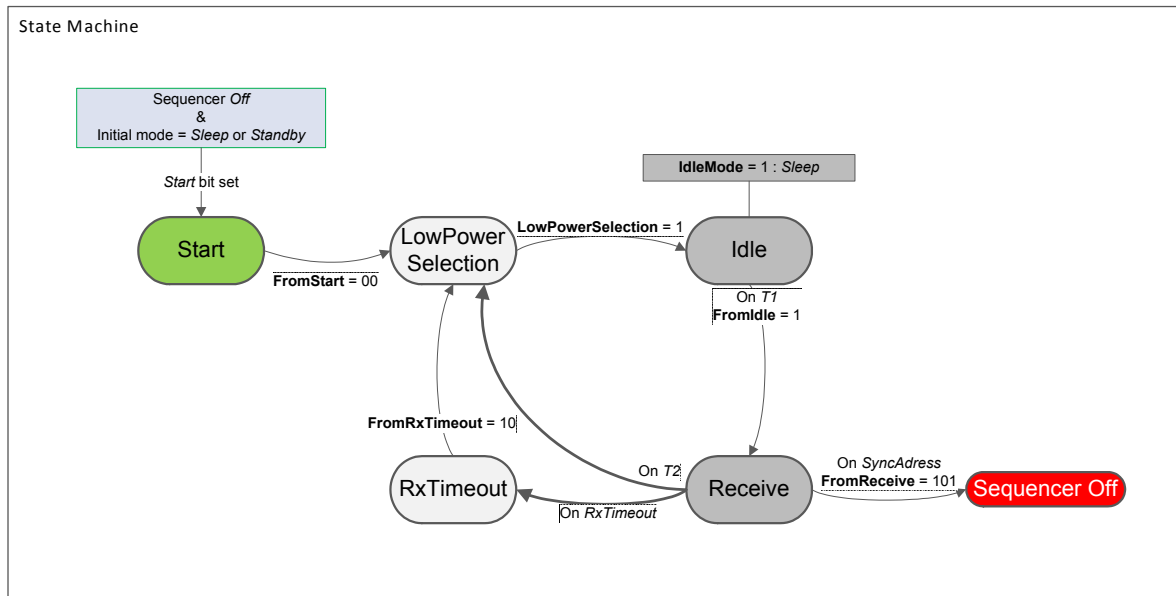 State Machine
Sequencer Off
&
Initial mode = Sleep or Standby
IdleMode = 1 : Sleep
Start bit set
Start
LowPower
Selection
LowPowerSelection = 1
Idle
FromStart = 00
On T1
FromIdle = 1
FromRxTimeout = 10
On T2
RxTimeout
On RxTimeout
Receive
On SyncAdress
FromReceive = 101
Sequencer Off